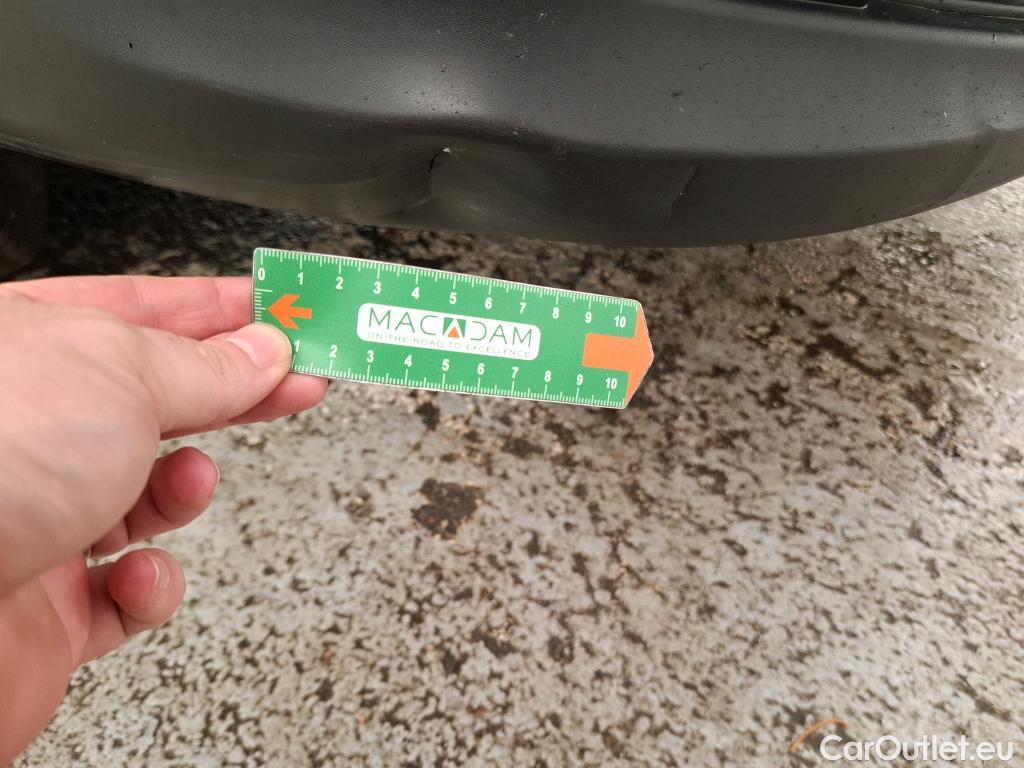 0 1 2 3 4 5 6 7 8 9 10
MACADAM
ON THE ROAD TO EXCELLENCE
1 2 3 4 5 6 7 8 9 10
CarOutlet.eu